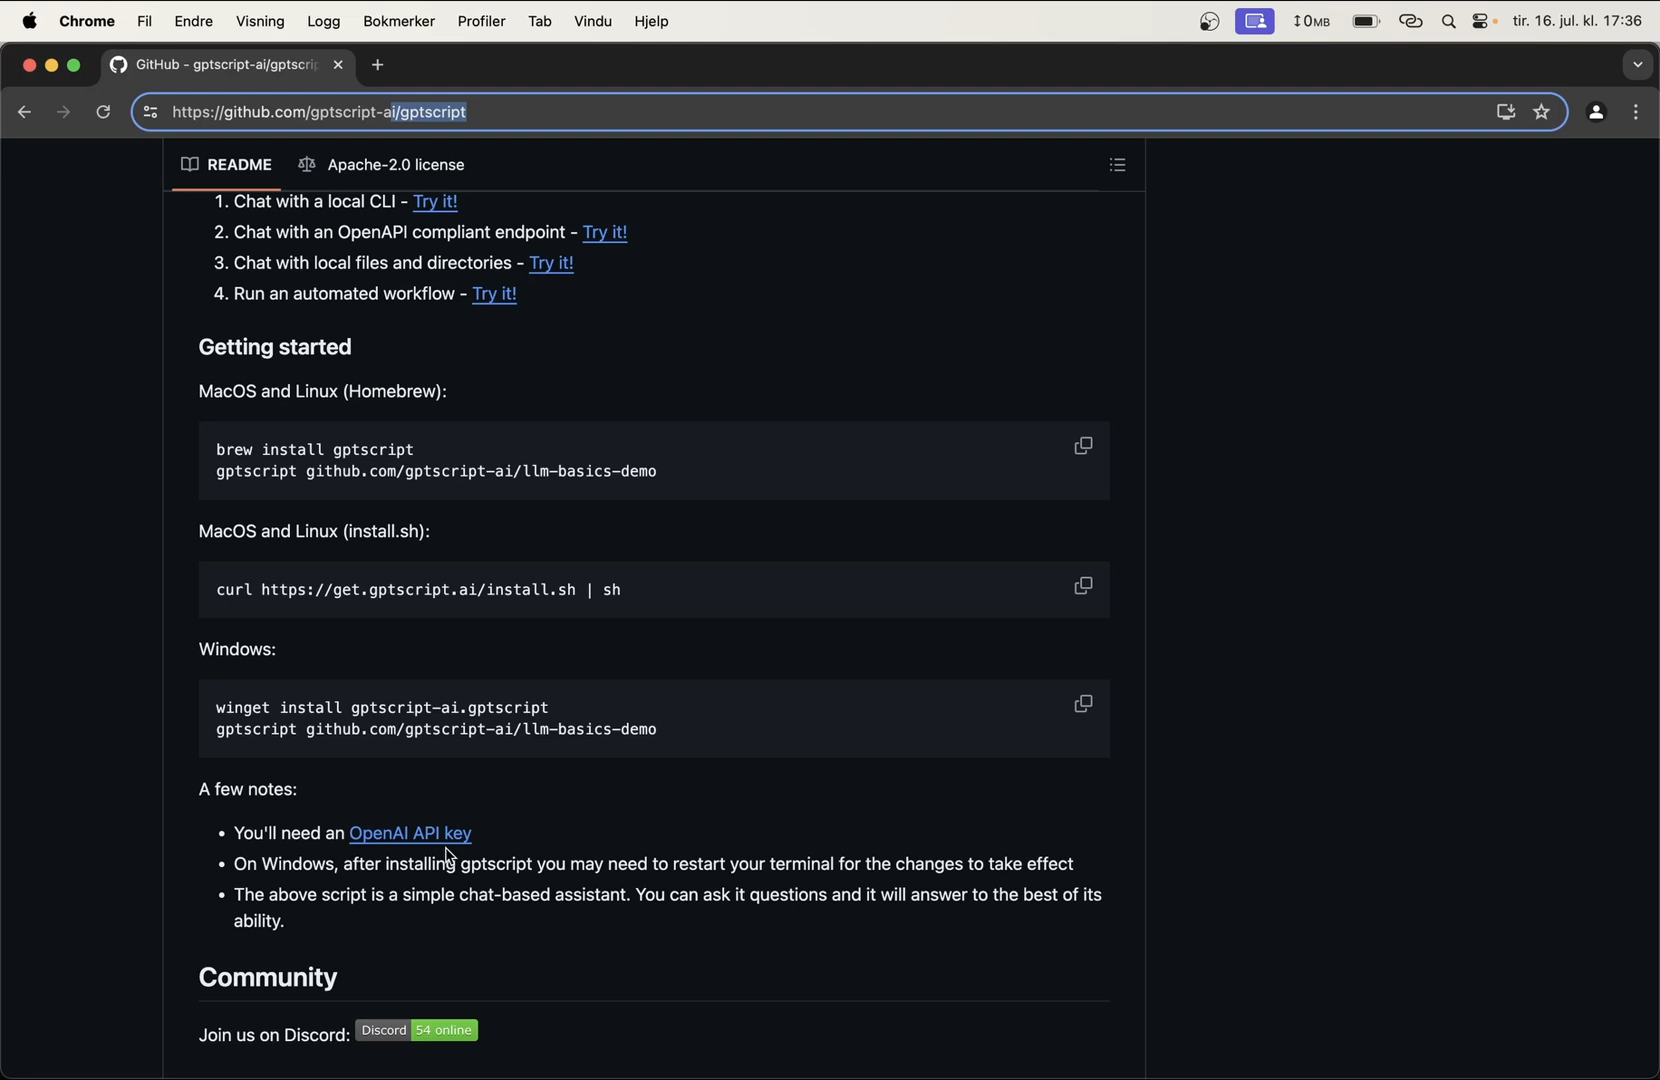 Chrome Fil Endre Visning Logg Bokmerker Profiler Tab Vindu Hjelp 0MB tir. 16. jul. kl. 17:36
GitHub - gptscript-ai/gptscrip
https://github.com/gptscript-ai/gptscript
README Apache-2.0 license
1. Chat with a local CLI - Try it!
2. Chat with an OpenAPI compliant endpoint - Try it!
3. Chat with local files and directories - Try it!
4. Run an automated workflow - Try it!
Getting started
MacOS and Linux (Homebrew):
brew install gptscript
gptscript github.com/gptscript-ai/llm-basics-demo
MacOS and Linux (install.sh):
curl https://get.gptscript.ai/install.sh | sh
Windows:
winget install gptscript-ai.gptscript
gptscript github.com/gptscript-ai/llm-basics-demo
A few notes:
• You'll need an OpenAI API key
• On Windows, after installing gptscript you may need to restart your terminal for the changes to take effect
• The above script is a simple chat-based assistant. You can ask it questions and it will answer to the best of its
ability.
Community
Join us on Discord: Discord 54 online